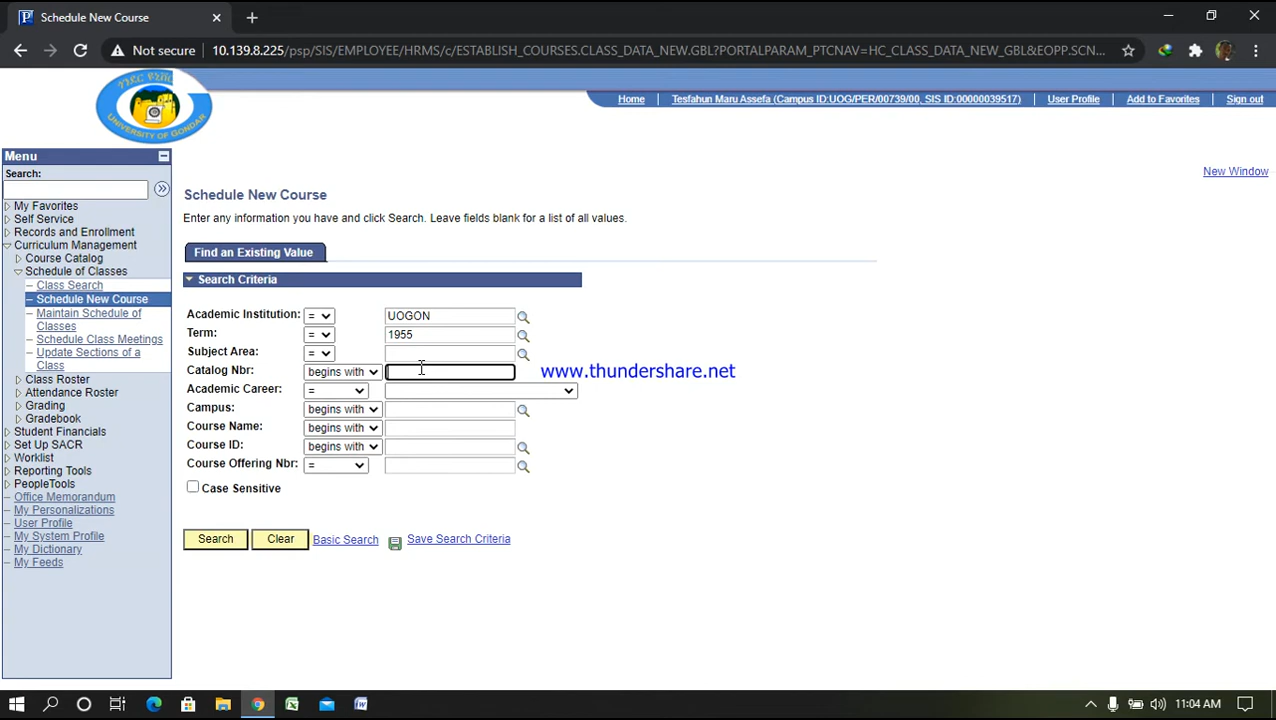 Schedule New Course
Not secure 10.139.8.225/psp/SIS/EMPLOYEE/HRMS/c/ESTABLISH_COURSES.CLASS_DATA_NEW.GBL?PORTALPARAM_PTCNAV=HC_CLASS_DATA_NEW_GBL&EOPP.SCN...
UNIVERSITY OF GONDAR
Home Tesfahun Maru Assefa (Campus ID:UOG/PER/00739/00, SIS ID:00000039517) User Profile Add to Favorites Sign out
Menu
Search:
My Favorites
Self Service
Records and Enrollment
Curriculum Management
Course Catalog
Schedule of Classes
Class Search
Schedule New Course
Maintain Schedule of
Classes
Schedule Class Meetings
Update Sections of a
Class
Class Roster
Attendance Roster
Grading
Gradebook
Student Financials
Set Up SACR
Worklist
Reporting Tools
PeopleTools
Office Memorandum
My Personalizations
User Profile
My System Profile
My Dictionary
My Feeds
New Window
Schedule New Course
Enter any information you have and click Search. Leave fields blank for a list of all values.
Find an Existing Value
Search Criteria
Academic Institution: = UOGON
Term: = 1955
Subject Area: =
Catalog Nbr: begins with www.thundershare.net
Academic Career: =
Campus: begins with
Course Name: begins with
Course ID: begins with
Course Offering Nbr: =
Case Sensitive
Search Clear Basic Search Save Search Criteria
11:04 AM